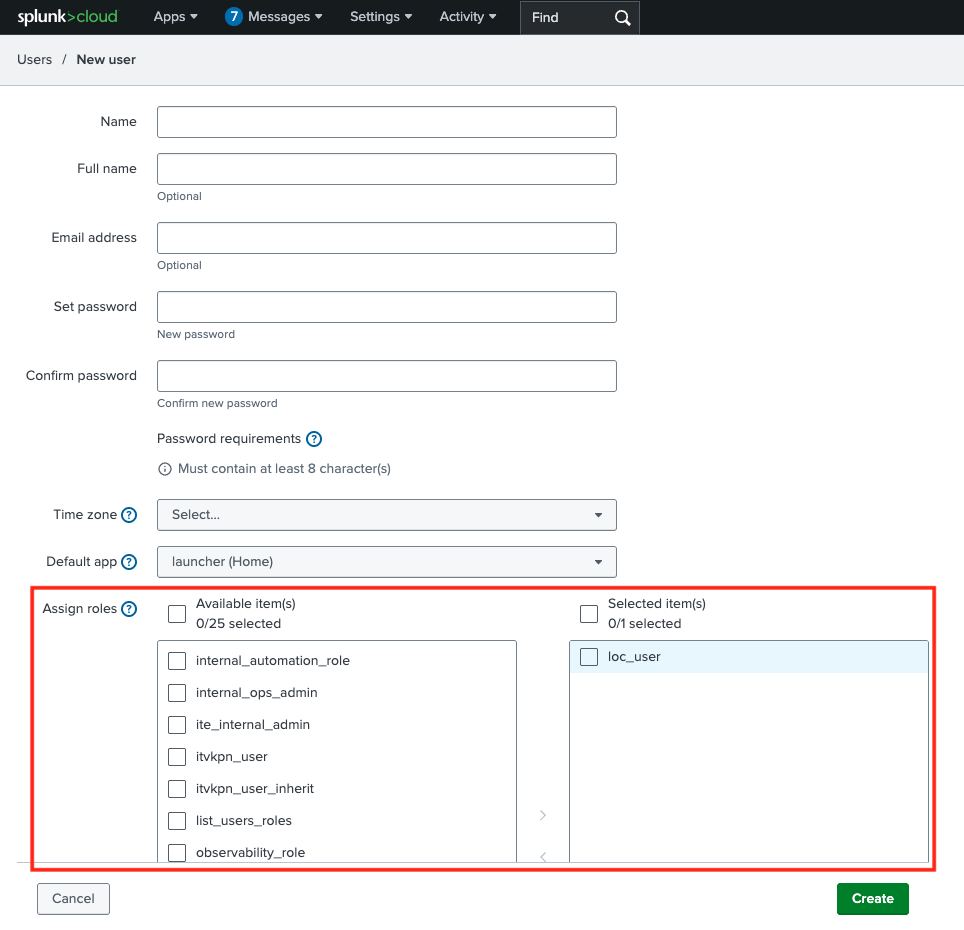 splunk>cloud Apps 7 Messages Settings Activity Find
Users / New user
Name
Full name
Optional
Email address
Optional
Set password
New password
Confirm password
Confirm new password
Password requirements ?
Must contain at least 8 character(s)
Time zone ? Select...
Default app ? launcher (Home)
Assign roles ?
Available item(s)
0/25 selected
internal_automation_role
internal_ops_admin
ite_internal_admin
itvkpn_user
itvkpn_user_inherit
list_users_roles
observability_role
Selected item(s)
0/1 selected
loc_user
Cancel
Create